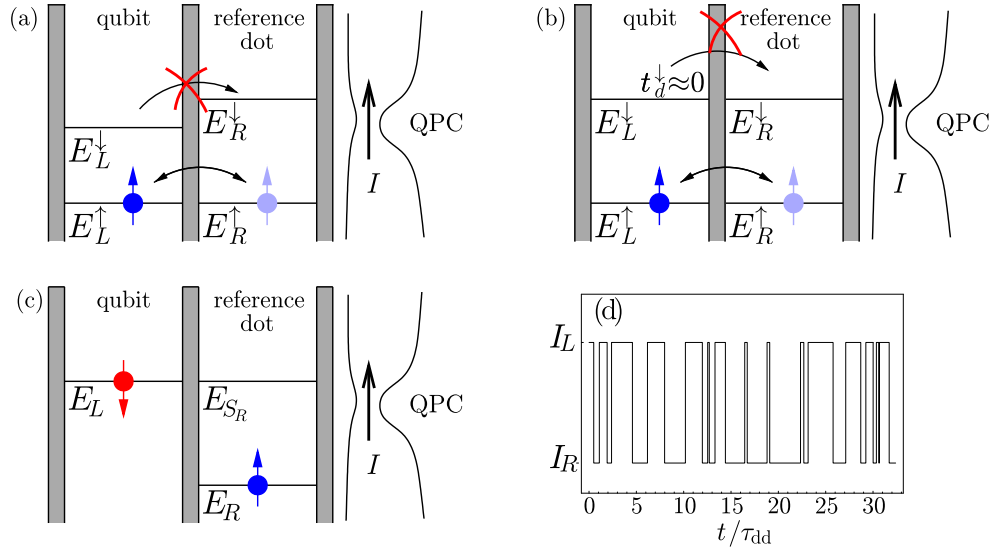 (a) qubit reference
dot
E_L^↓ E_R^↓
E_L^↑ E_R^↑
I
QPC
(b) qubit reference
dot
t_d^↓≈0
E_L^↓ E_R^↓
E_L^↑ E_R^↑
I
QPC
(c) qubit reference
dot
E_L E_{S_R}
E_R
I
QPC
(d)
I_L
I_R
0 5 10 15 20 25 30
t/τ_dd